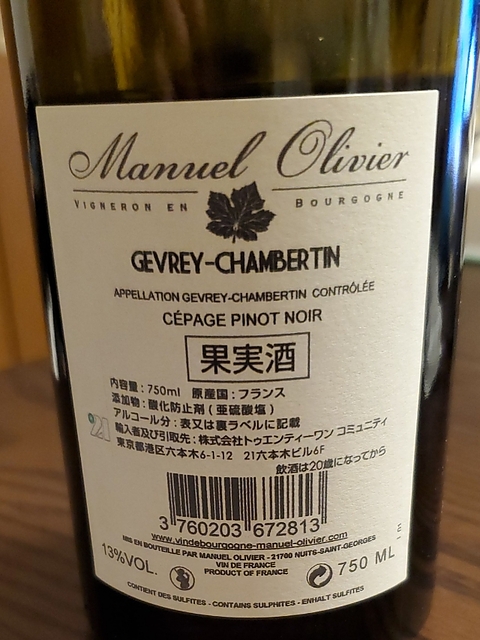 Manuel Olivier
VIGNERON EN BOURGOGNE
GEVREY-CHAMBERTIN
APPELLATION GEVREY-CHAMBERTIN CONTRÔLÉE
CÉPAGE PINOT NOIR
果実酒
内容量：750ml 原産国：フランス
添加物：酸化防止剤（亜硫酸塩）
アルコール分：表又は裏ラベルに記載
輸入者及び引取先：株式会社トゥエンティーワン コミュニティ
東京都港区六本木6-1-12 21六本木ビル6F
飲酒は20歳になってから
21
3 760203 672813
www.vindebourgogne-manuel-olivier.com
MIS EN BOUTEILLE PAR MANUEL OLIVIER - 21700 NUITS-SAINT-GEORGES
VIN DE FRANCE
PRODUCT OF FRANCE
13%VOL.
750 ML
CONTIENT DES SULFITES - CONTAINS SULPHITES - ENHALT SULFITES